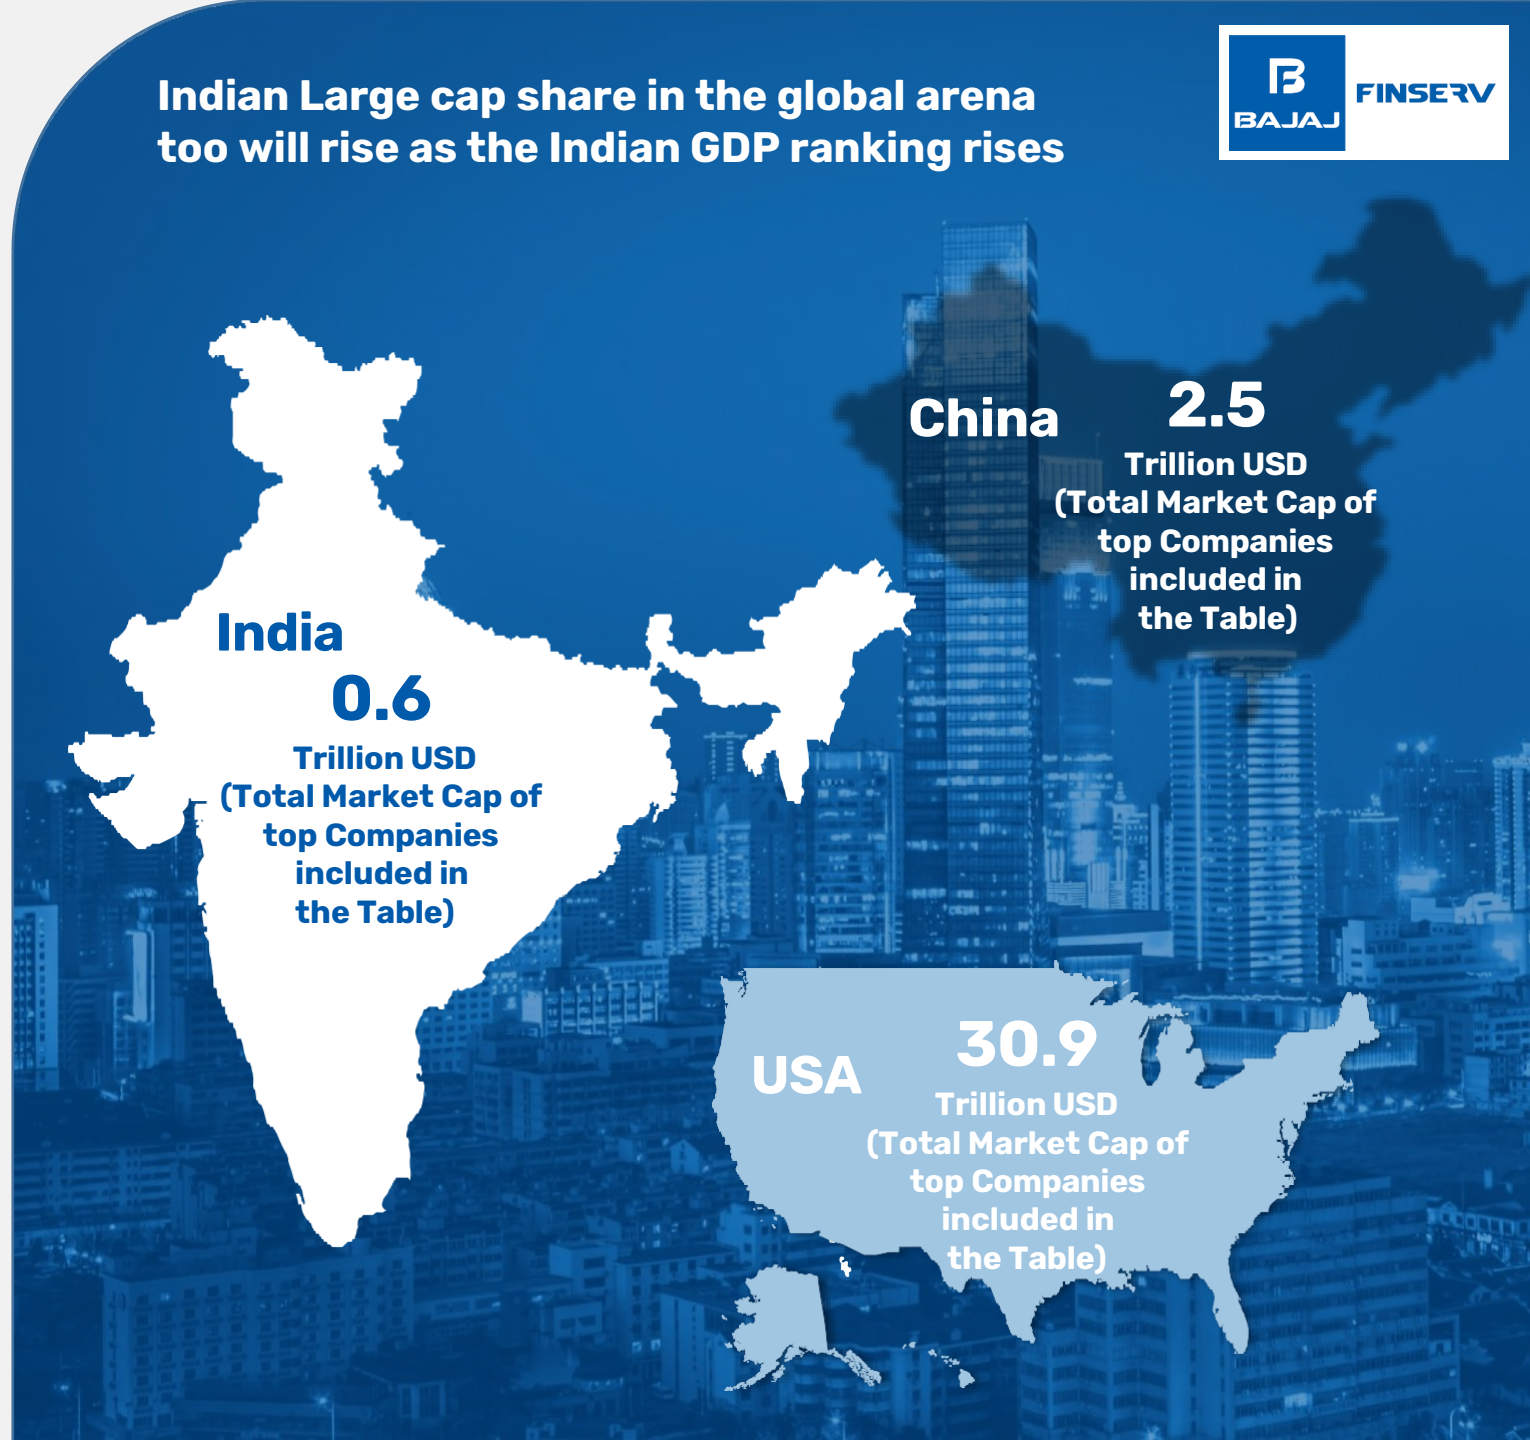 Indian Large cap share in the global arena
too will rise as the Indian GDP ranking rises
BAJAJ
FINSERV
China
2.5
Trillion USD
(Total Market Cap of
top Companies
included in
the Table)
India
0.6
Trillion USD
(Total Market Cap of
top Companies
included in
the Table)
USA
30.9
Trillion USD
(Total Market Cap of
top Companies
included in
the Table)